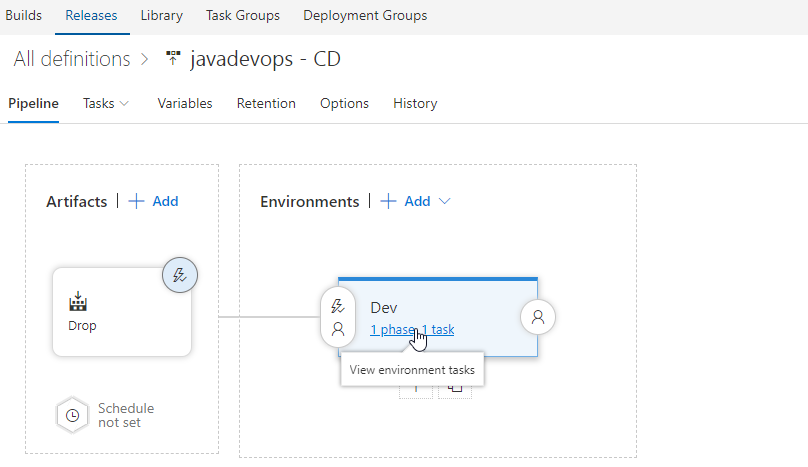 Builds Releases Library Task Groups Deployment Groups
All definitions > javadevops - CD
Pipeline Tasks Variables Retention Options History
Artifacts | + Add
Environments | + Add
Drop
Dev
1 phase, 1 task
View environment tasks
Schedule
not set